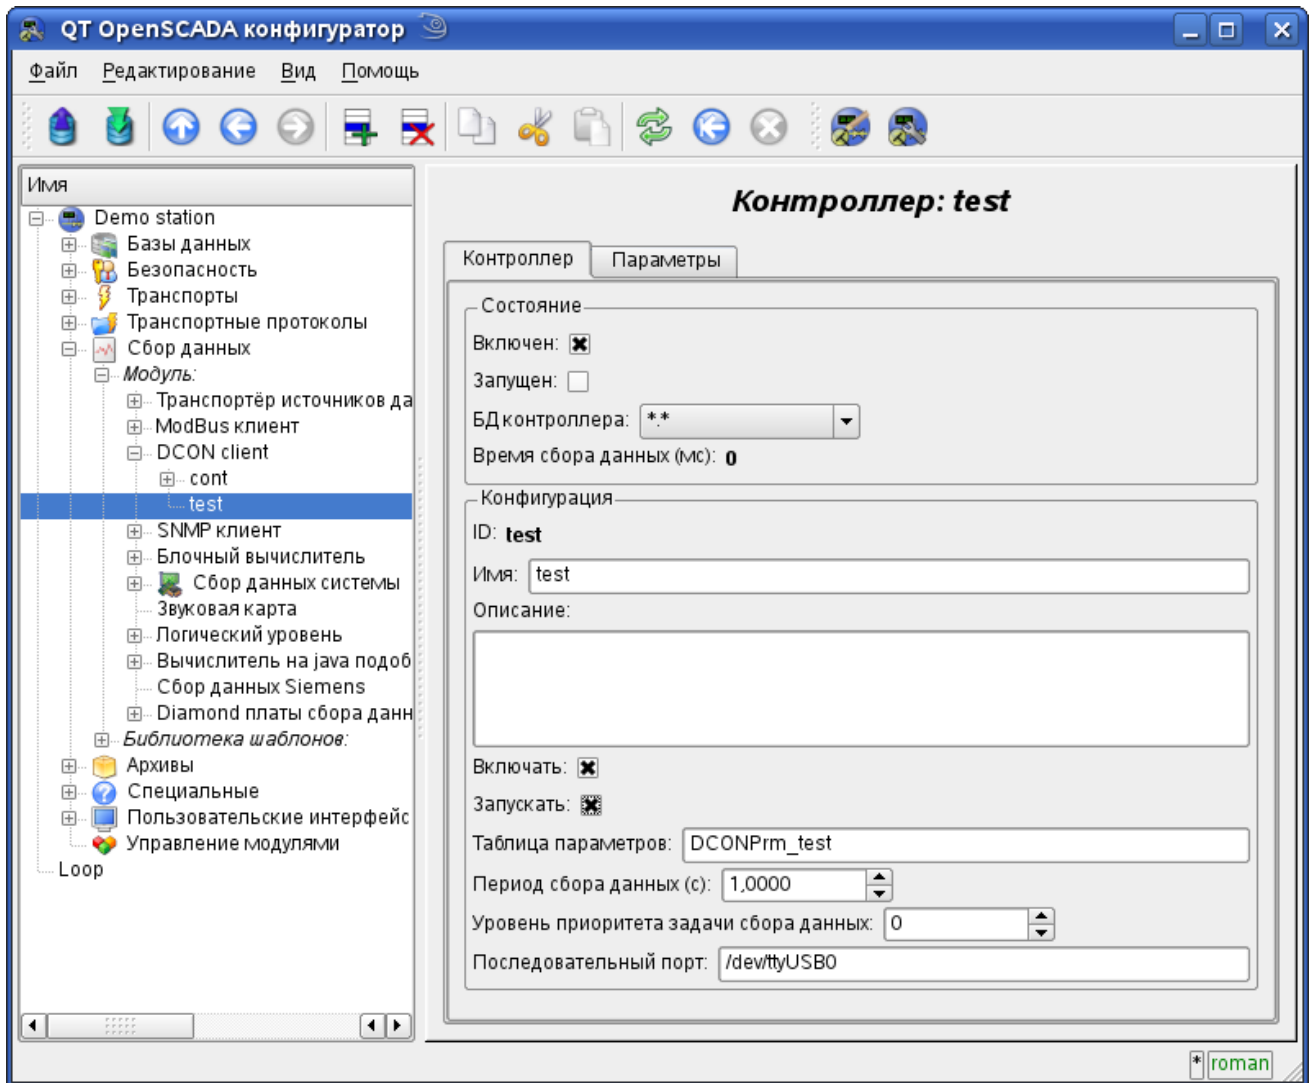 QT OpenSCADA конфигуратор
Файл Редактирование Вид Помощь
Имя
Demo station
Базы данных
Безопасность
Транспорты
Транспортные протоколы
Сбор данных
Модуль:
Транспортёр источников да
ModBus клиент
DCON client
cont
test
SNMP клиент
Блочный вычислитель
Сбор данных системы
Звуковая карта
Логический уровень
Вычислитель на java подоб
Сбор данных Siemens
Diamond платы сбора данн
Библиотека шаблонов:
Архивы
Специальные
Пользовательские интерфейс
Управление модулями
Loop
Контроллер: test
Контроллер Параметры
Состояние
Включен:
Запущен:
БД контроллера: *.*
Время сбора данных (мс): 0
Конфигурация
ID: test
Имя: test
Описание:
Включать:
Запускать:
Таблица параметров: DCONPrm_test
Период сбора данных (с): 1,0000
Уровень приоритета задачи сбора данных: 0
Последовательный порт: /dev/ttyUSB0
* roman